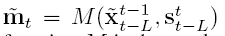 m̃_t = M(x̃^{t-1}_{t-L}, s^t_{t-L})